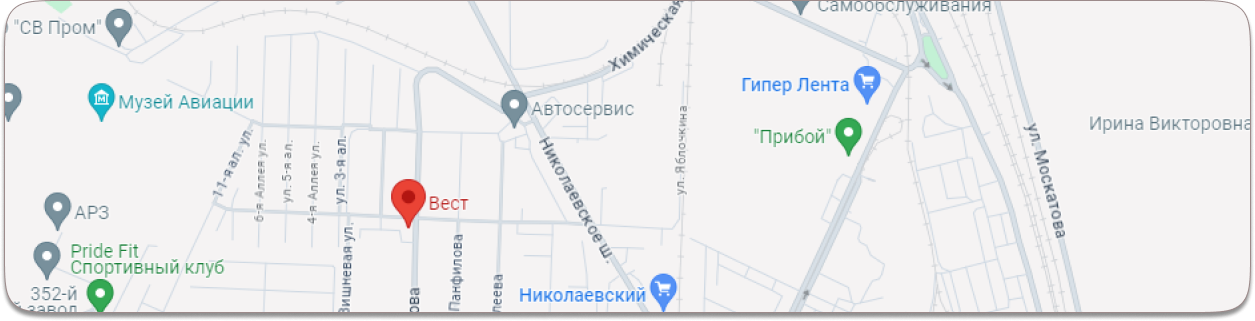 Самообслуживания
"СВ Пром"
Химическая
Гипер Лента
Музей Авиации
Автосервис
Ирина Викторовна
"Прибой"
ул. Яблочкина
ул. Москатова
11-я ал. ул.
6-я Аллея ул.
ул. 5-я ал.
4-я Аллея ул.
ул. 3-я ал.
Николаевское ш.
АРЗ
Вест
Pride Fit
Спортивный клуб
Вишневая ул.
Панфилова
352-й
завод
Николаевский